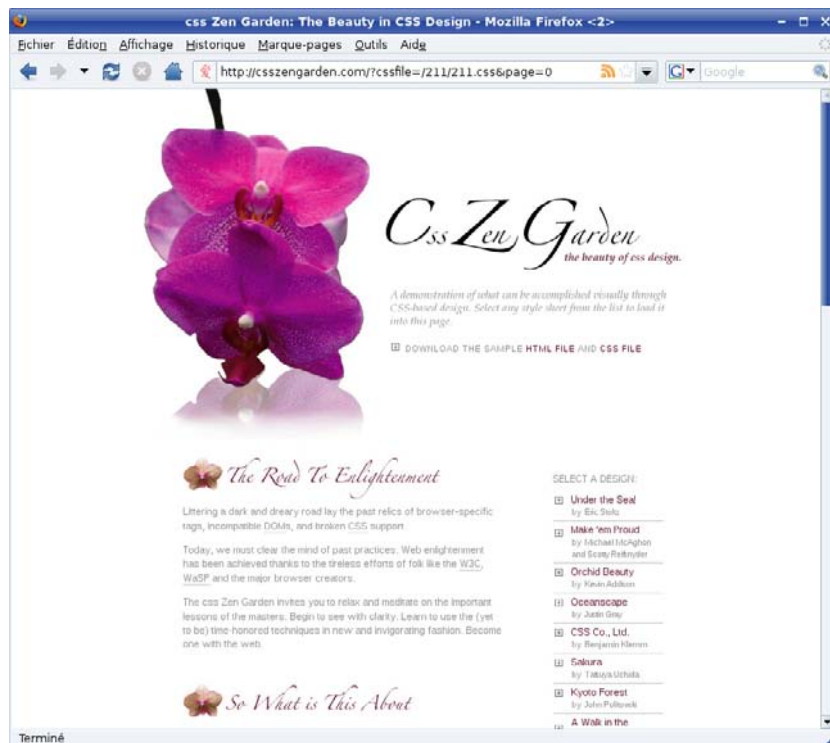 css Zen Garden: The Beauty in CSS Design - Mozilla Firefox <2>
Fichier Édition Affichage Historique Marque-pages Outils Aide
http://csszengarden.com/?cssfile=/211/211.css&page=0
Google
Css Zen Garden
the beauty of css design.
A demonstration of what can be accomplished visually through
CSS-based design. Select any style sheet from the list to load it
into this page.
DOWNLOAD THE SAMPLE HTML FILE AND CSS FILE
The Road To Enlightenment
Littering a dark and dreary road lay the past relics of browser-specific
tags, incompatible DOMs, and broken CSS support.
Today, we must clear the mind of past practices. Web enlightenment
has been achieved thanks to the tireless efforts of folk like the W3C,
WaSP and the major browser creators.
The css Zen Garden invites you to relax and meditate on the important
lessons of the masters. Begin to see with clarity. Learn to use the (yet
to be) time-honored techniques in new and invigorating fashion. Become
one with the web.
So What is This About
SELECT A DESIGN:
Under the Sea!
by Eric Stoltz
Make 'em Proud
by Michael McAghon
and Scotty Reifsnyder
Orchid Beauty
by Kevin Addison
Oceanscape
by Justin Gray
CSS Co., Ltd.
by Benjamin Klemm
Sakura
by Tatsuya Uchida
Kyoto Forest
by John Politowski
A Walk in the
Terminé